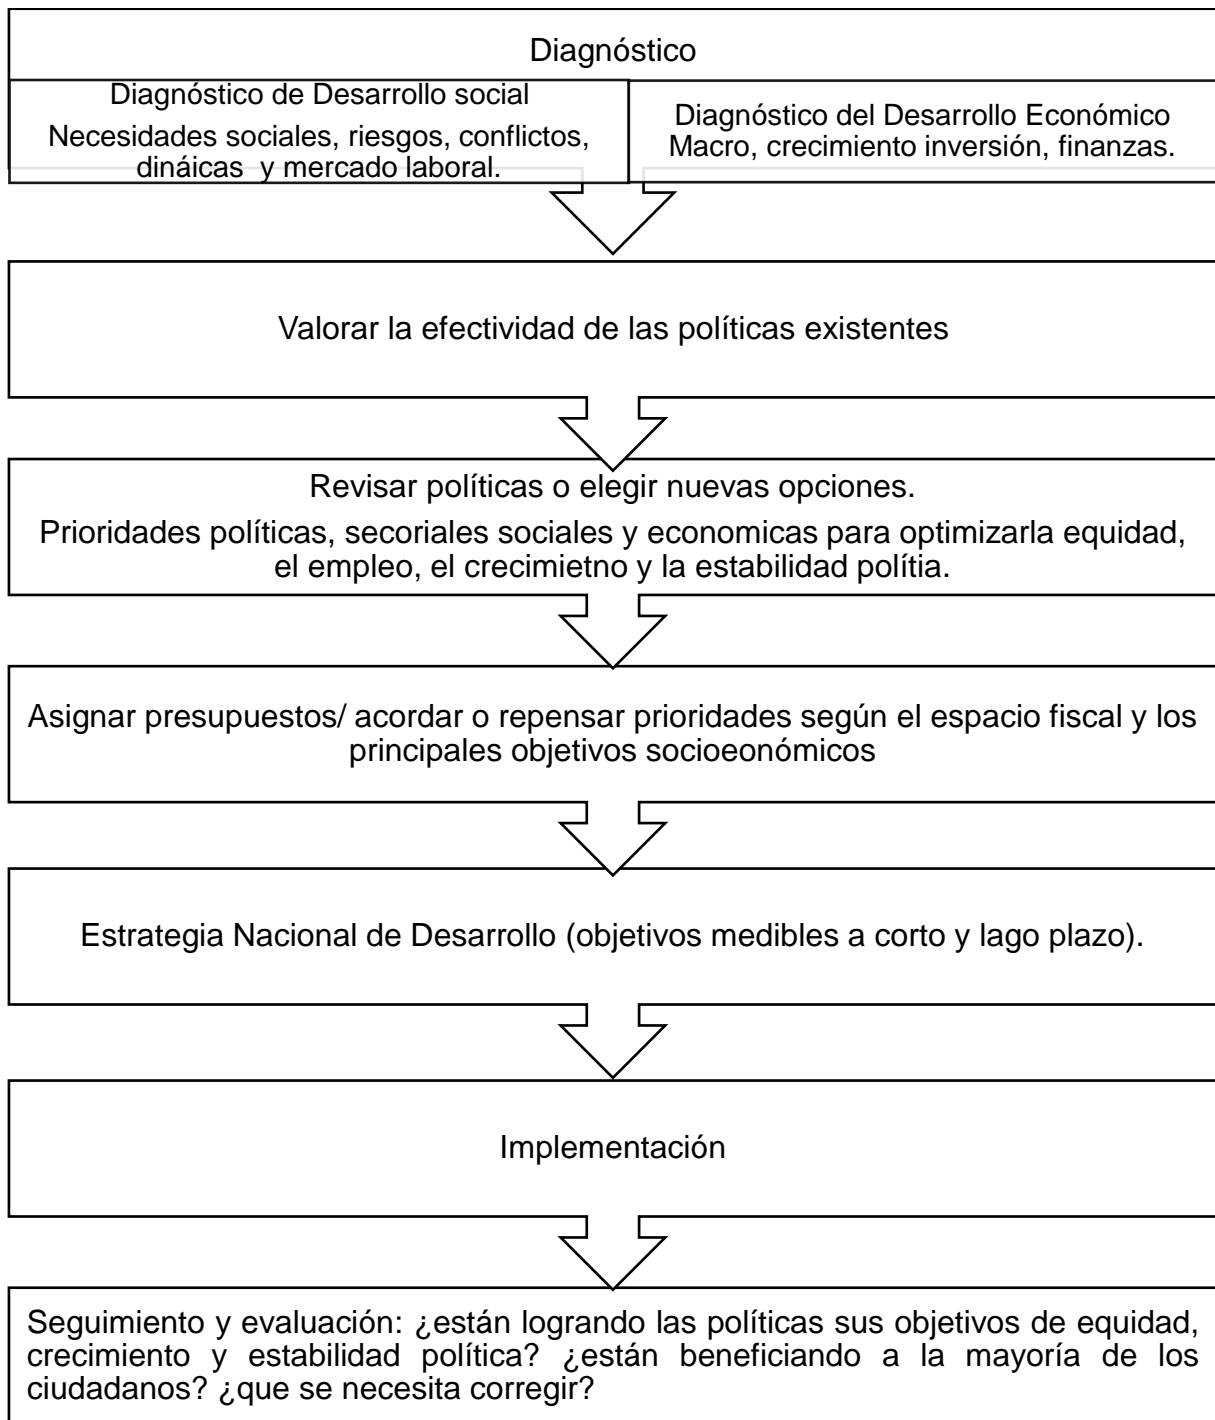 Diagnóstico
Diagnóstico de Desarrollo social
Necesidades sociales, riesgos, conflictos,
dináicas y mercado laboral.
Diagnóstico del Desarrollo Económico
Macro, crecimiento inversión, finanzas.
Valorar la efectividad de las políticas existentes
Revisar políticas o elegir nuevas opciones.
Prioridades políticas, secoriales sociales y economicas para optimizarla equidad,
el empleo, el crecimietno y la estabilidad polítia.
Asignar presupuestos/ acordar o repensar prioridades según el espacio fiscal y los
principales objetivos socioeonómicos
Estrategia Nacional de Desarrollo (objetivos medibles a corto y lago plazo).
Implementación
Seguimiento y evaluación: ¿están logrando las políticas sus objetivos de equidad,
crecimiento y estabilidad política? ¿están beneficiando a la mayoría de los
ciudadanos? ¿que se necesita corregir?